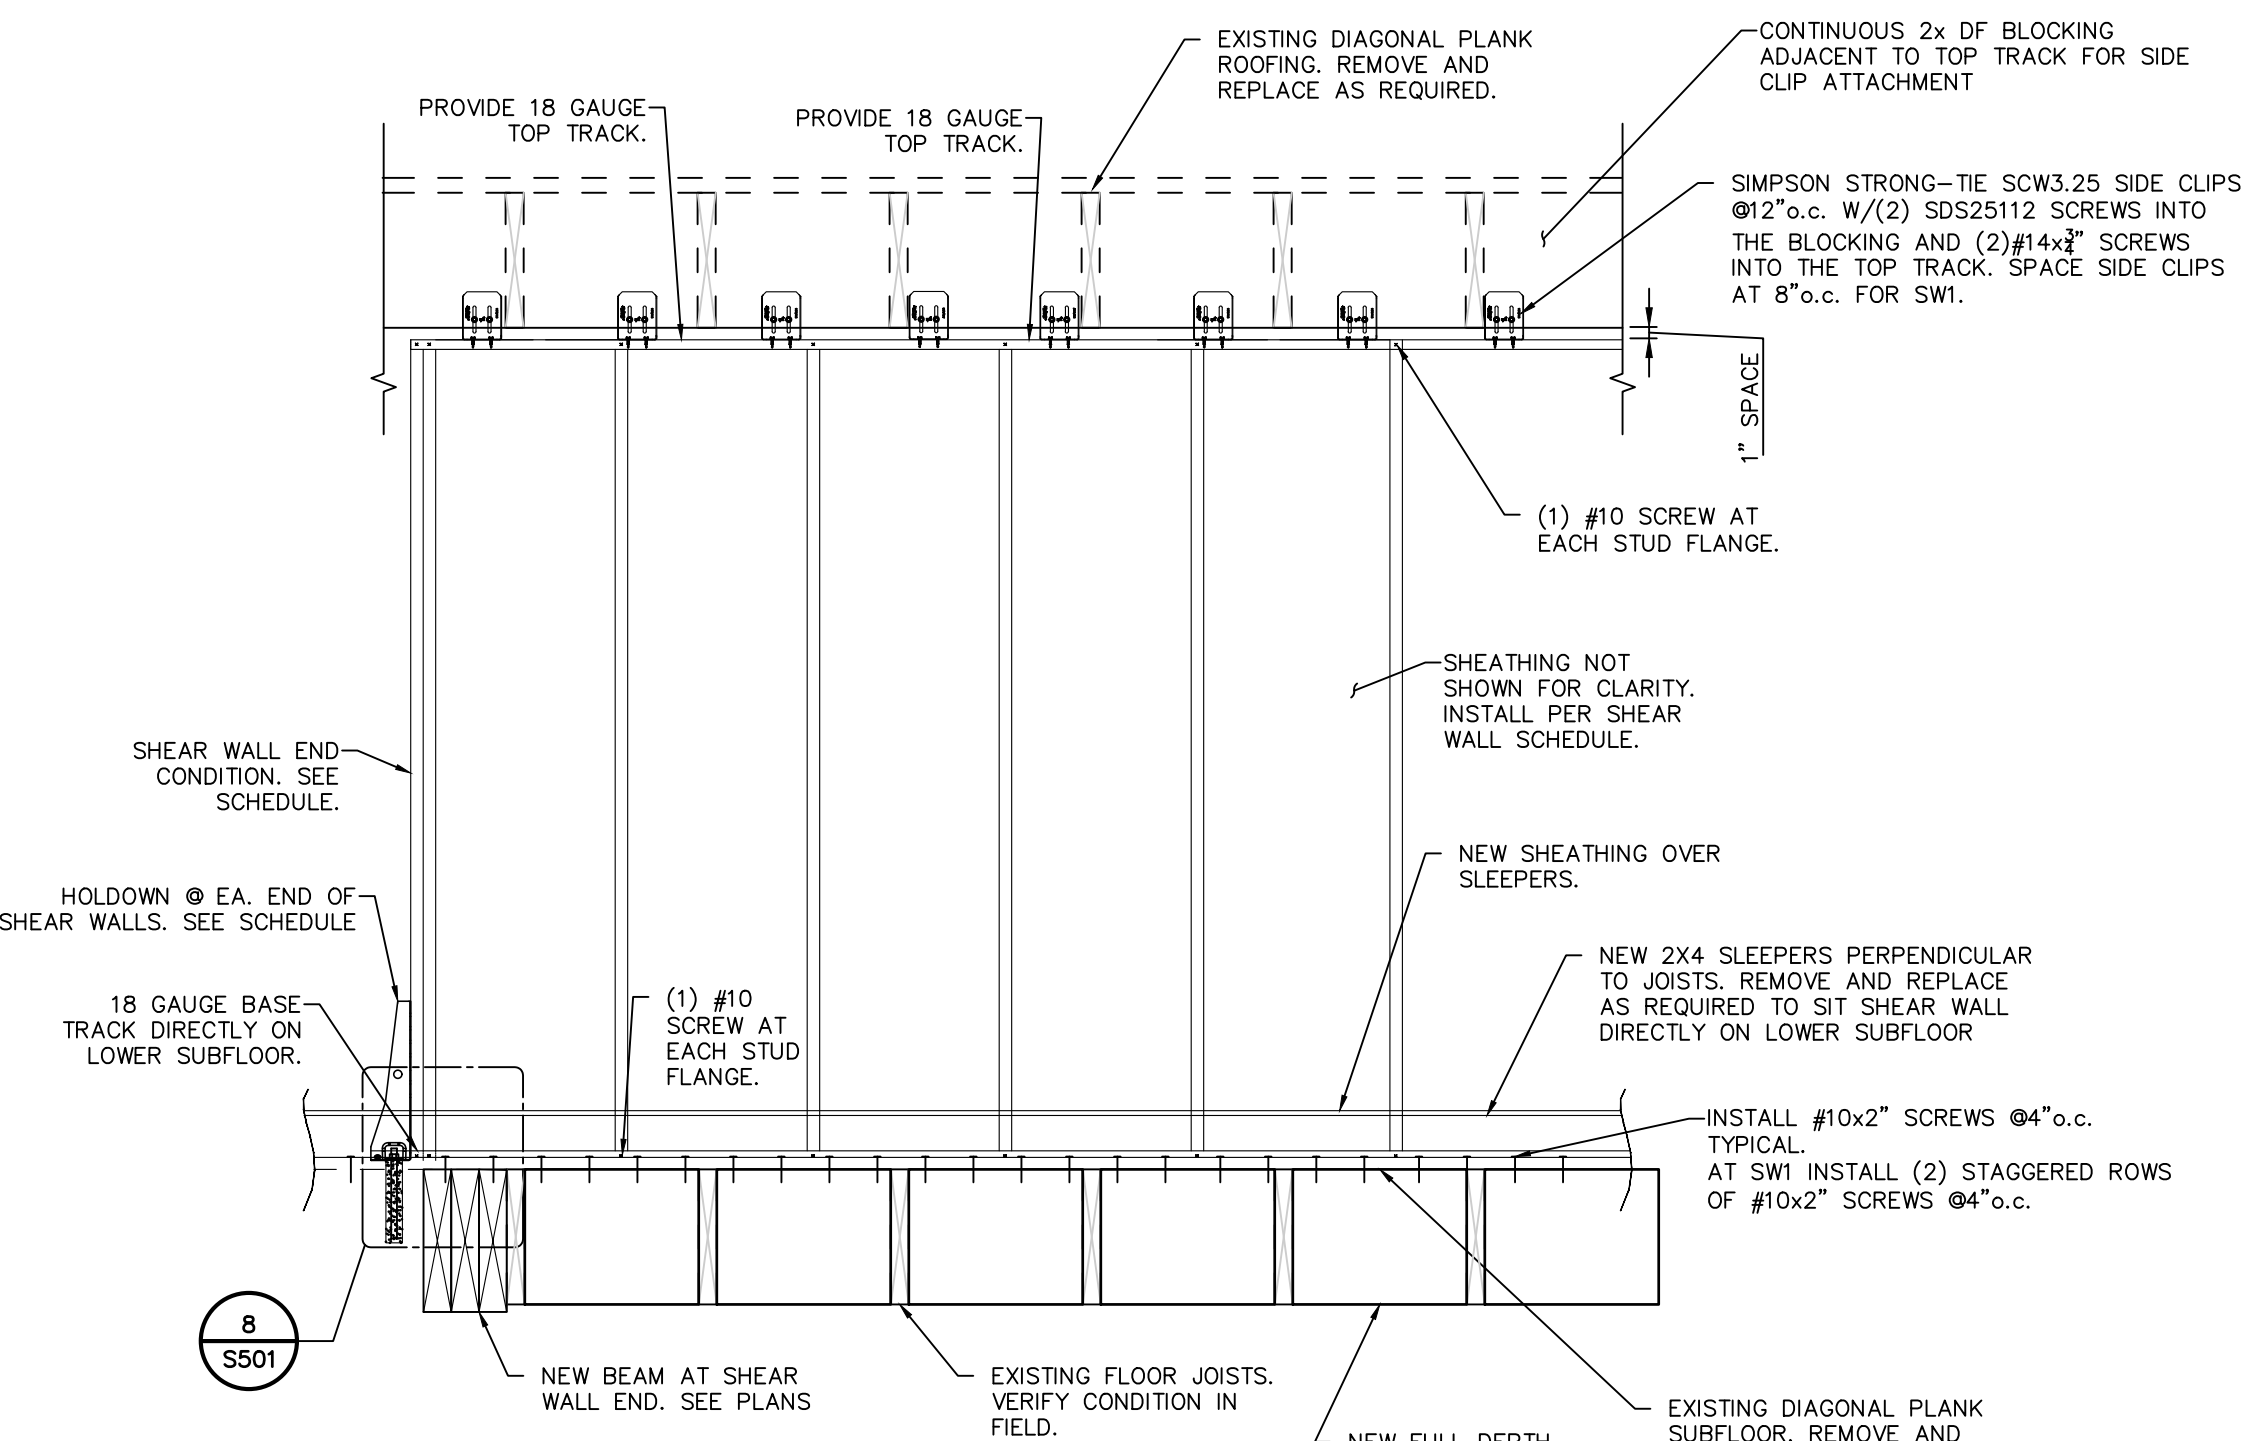 EXISTING DIAGONAL PLANK
ROOFING. REMOVE AND
REPLACE AS REQUIRED.
CONTINUOUS 2x DF BLOCKING
ADJACENT TO TOP TRACK FOR SIDE
CLIP ATTACHMENT
PROVIDE 18 GAUGE
TOP TRACK.
PROVIDE 18 GAUGE
TOP TRACK.
SIMPSON STRONG-TIE SCW3.25 SIDE CLIPS
@12"o.c. W/(2) SDS25112 SCREWS INTO
THE BLOCKING AND (2)#14x3/4" SCREWS
INTO THE TOP TRACK. SPACE SIDE CLIPS
AT 8"o.c. FOR SW1.
1" SPACE
(1) #10 SCREW AT
EACH STUD FLANGE.
SHEATHING NOT
SHOWN FOR CLARITY.
INSTALL PER SHEAR
WALL SCHEDULE.
SHEAR WALL END
CONDITION. SEE
SCHEDULE.
NEW SHEATHING OVER
SLEEPERS.
HOLDOWN @ EA. END OF
SHEAR WALLS. SEE SCHEDULE
NEW 2X4 SLEEPERS PERPENDICULAR
TO JOISTS. REMOVE AND REPLACE
AS REQUIRED TO SIT SHEAR WALL
DIRECTLY ON LOWER SUBFLOOR
18 GAUGE BASE
TRACK DIRECTLY ON
LOWER SUBFLOOR.
(1) #10
SCREW AT
EACH STUD
FLANGE.
INSTALL #10x2" SCREWS @4"o.c.
TYPICAL.
AT SW1 INSTALL (2) STAGGERED ROWS
OF #10x2" SCREWS @4"o.c.
8
S501
NEW BEAM AT SHEAR
WALL END. SEE PLANS
EXISTING FLOOR JOISTS.
VERIFY CONDITION IN
FIELD.
NEW FULL DEPTH
EXISTING DIAGONAL PLANK
SUBFLOOR. REMOVE AND